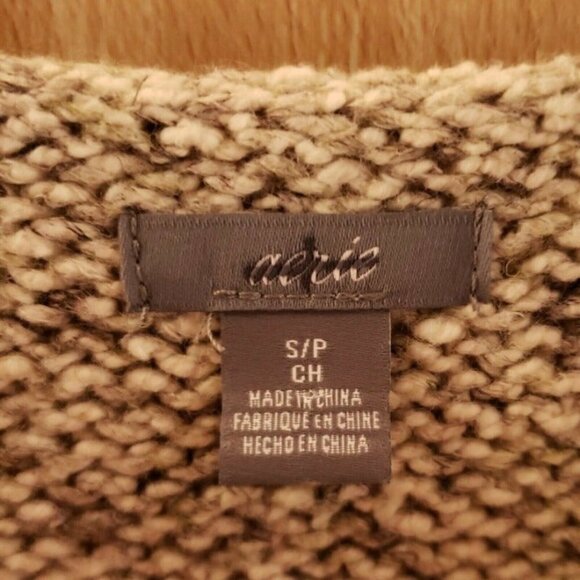 aerie
S/P
CH
MADE IN CHINA
FABRIQUÉ EN CHINE
HECHO EN CHINA